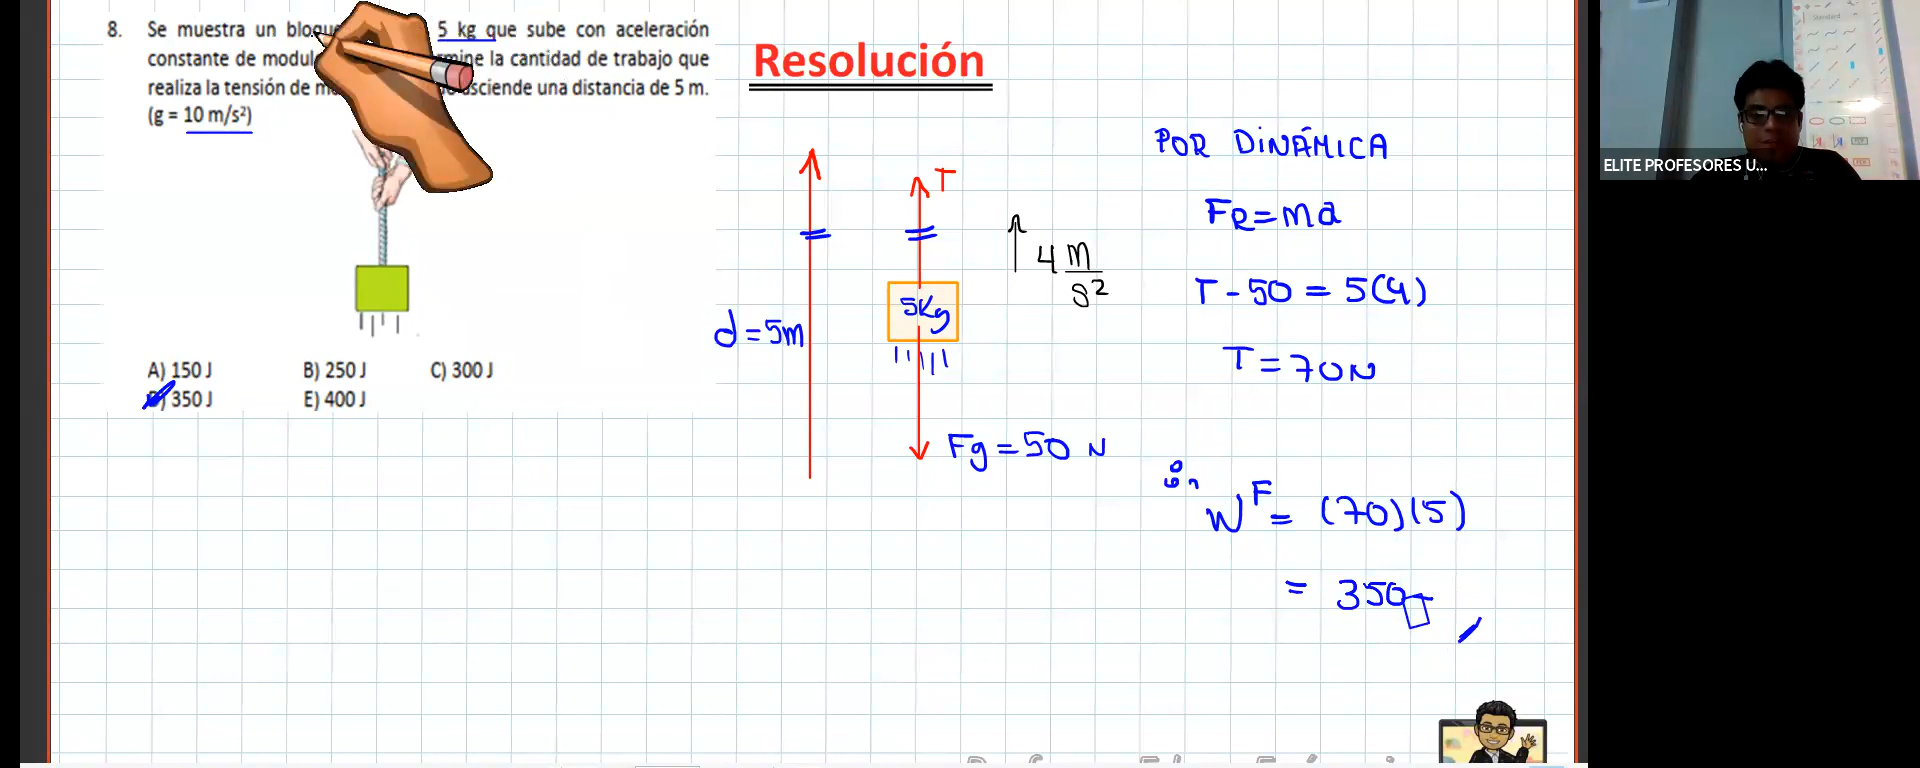 8. Se muestra un bloque 5 kg que sube con aceleración
constante de modul la cantidad de trabajo que
realiza la tensión de asciende una distancia de 5 m.
(g = 10 m/s²)
A) 150 J B) 250 J C) 300 J
D) 350 J E) 400 J
Resolución
d = 5m
T
5Kg
Fg = 50 N
4 m/s²
POR DINÁMICA
FR = ma
T - 50 = 5(4)
T = 70N
∴ W^F = (70)(5)
= 350J
ELITE PROFESORES U...
Standard